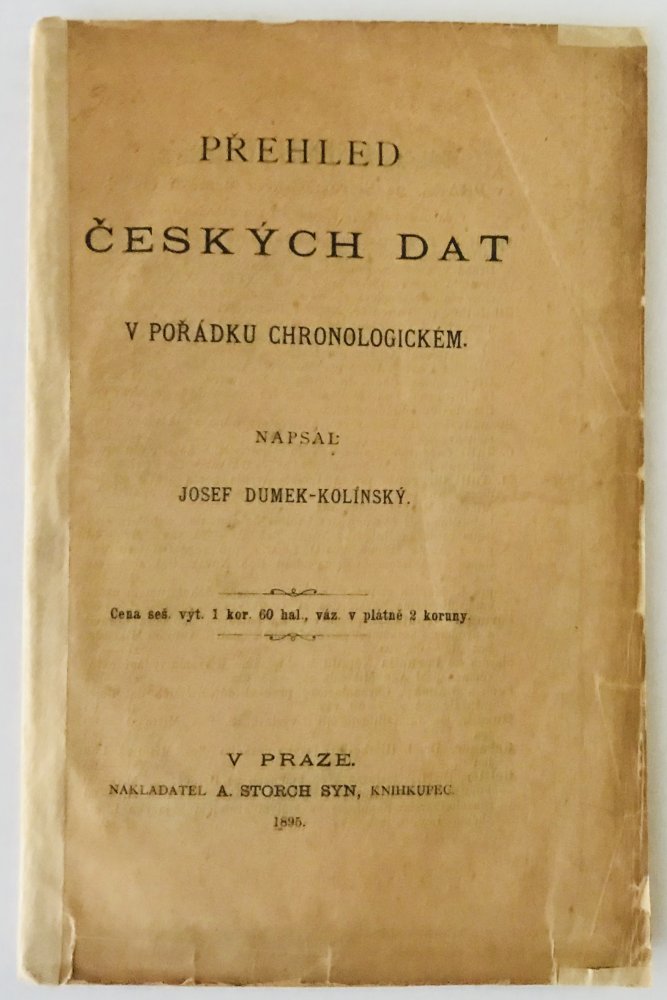 PŘEHLED
ČESKÝCH DAT
V POŘÁDKU CHRONOLOGICKÉM.
NAPSAL
JOSEF DUMEK-KOLÍNSKÝ.
Cena seš. výt. 1 kor. 60 hal., váz. v plátně 2 koruny.
V PRAZE.
NAKLADATEL A. STORCH SYN, KNIHKUPEC.
1895.